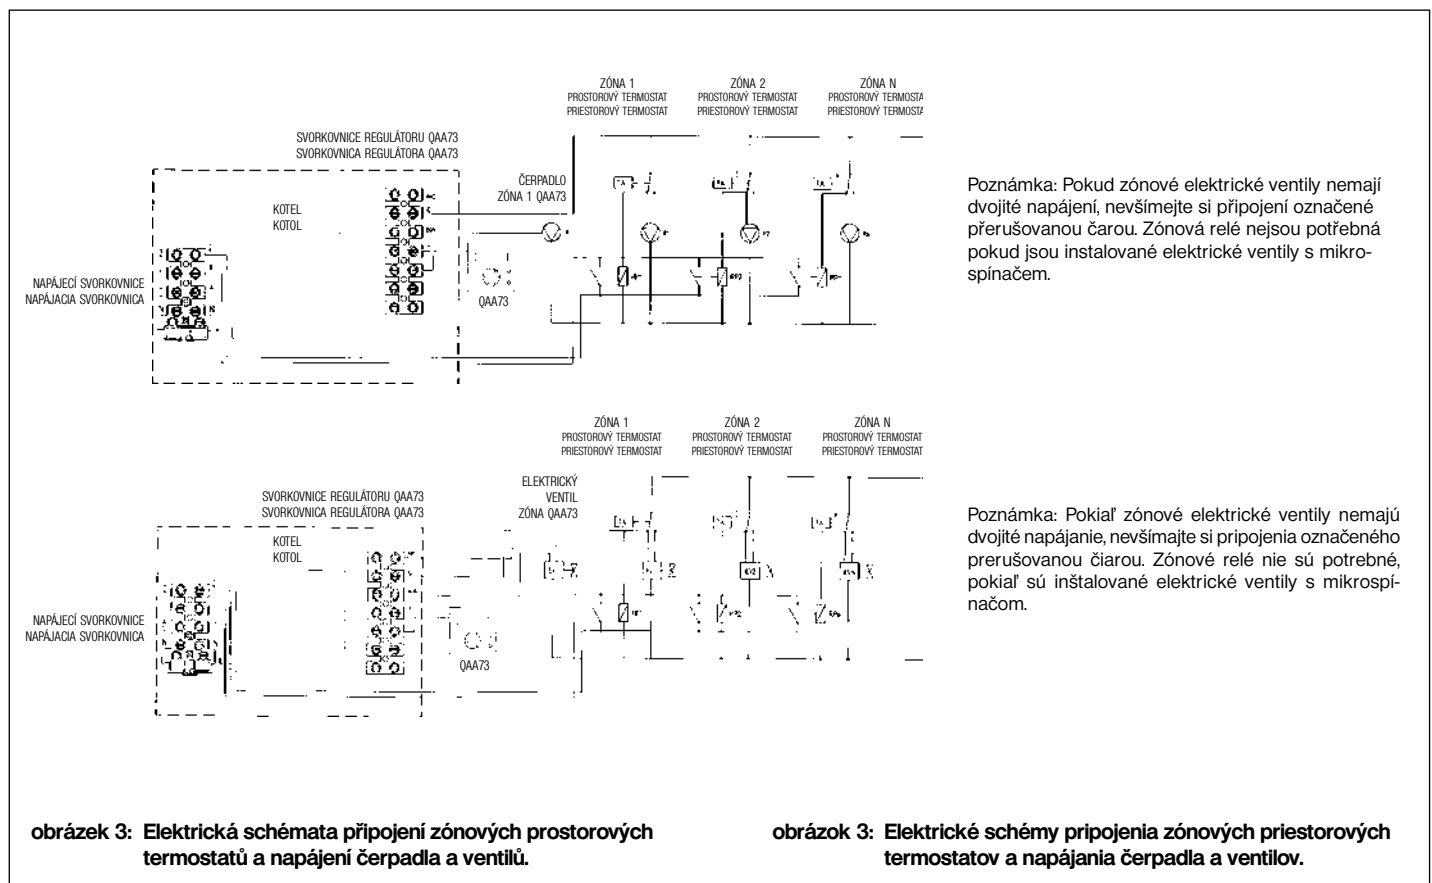 ZÓNA 1
PROSTOROVÝ TERMOSTAT
PRIESTOROVÝ TERMOSTAT
ZÓNA 2
PROSTOROVÝ TERMOSTAT
PRIESTOROVÝ TERMOSTAT
ZÓNA N
PROSTOROVÝ TERMOSTA
PRIESTOROVÝ TERMOSTA
SVORKOVNICE REGULÁTORU QAA73
SVORKOVNICA REGULÁTORA QAA73
ČERPADLO
ZÓNA 1 QAA73
KOTEL
KOTOL
NAPÁJECÍ SVORKOVNICE
NAPÁJACIA SVORKOVNICA
QAA73
Poznámka: Pokud zónové elektrické ventily nemají
dvojité napájení, nevšímejte si připojení označené
přerušovanou čarou. Zónová relé nejsou potřebná
pokud jsou instalované elektrické ventily s mikro-
spínačem.
ZÓNA 1
PROSTOROVÝ TERMOSTAT
PRIESTOROVÝ TERMOSTAT
ZÓNA 2
PROSTOROVÝ TERMOSTAT
PRIESTOROVÝ TERMOSTAT
ZÓNA N
PROSTOROVÝ TERMOSTAT
PRIESTOROVÝ TERMOSTAT
ELEKTRICKÝ
VENTIL
ZÓNA QAA73
SVORKOVNICE REGULÁTORU QAA73
SVORKOVNICA REGULÁTORA QAA73
KOTEL
KOTOL
NAPÁJECÍ SVORKOVNICE
NAPÁJACIA SVORKOVNICA
QAA73
Poznámka: Pokiaľ zónové elektrické ventily nemajú
dvojité napájanie, nevšímajte si pripojenia označeného
prerušovanou čiarou. Zónové relé nie sú potrebné,
pokiaľ sú inštalované elektrické ventily s mikrospí-
načom.
obrázek 3: Elektrická schémata připojení zónových prostorových
termostatů a napájení čerpadla a ventilů.
obrázok 3: Elektrické schémy pripojenia zónových priestorových
termostatov a napájania čerpadla a ventilov.